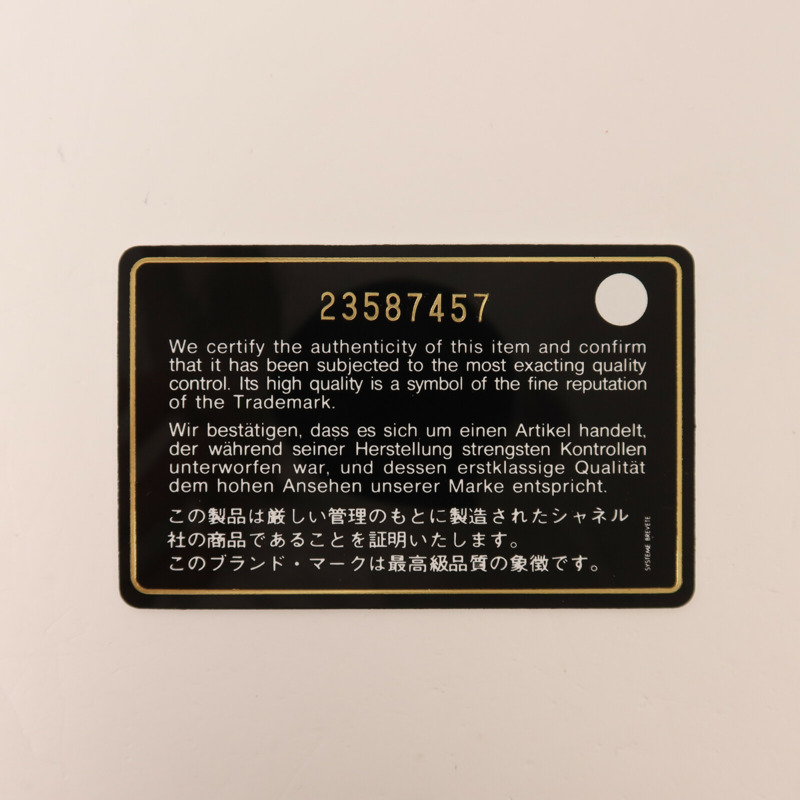 23587457
We certify the authenticity of this item and confirm
that it has been subjected to the most exacting quality
control. Its high quality is a symbol of the fine reputation
of the Trademark.
Wir bestätigen, dass es sich um einen Artikel handelt,
der während seiner Herstellung strengsten Kontrollen
unterworfen war, und dessen erstklassige Qualität
dem hohen Ansehen unserer Marke entspricht.
この製品は厳しい管理のもとに製造されたシャネル
社の商品であることを証明いたします。
このブランド・マークは最高級品質の象徴です。
SYSTEME BREVETE